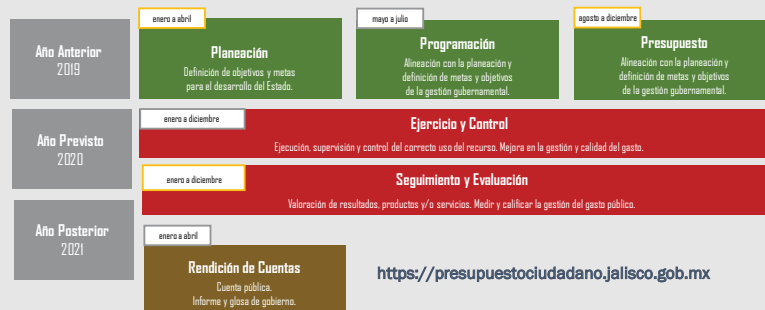 enero a abril
mayo a julio
agosto a diciembre
Año Anterior
2019
Planeación
Definición de objetivos y metas
para el desarrollo del Estado.
Programación
Alineación con la planeación y
definición de metas y objetivos
de la gestión gubernamental.
Presupuesto
Alineación con la planeación y
definición de metas y objetivos
de la gestión gubernamental.
Año Previsto
2020
enero a diciembre
Ejercicio y Control
Ejecución, supervisión y control del correcto uso del recurso. Mejora en la gestión y calidad del gasto.
enero a diciembre
Seguimiento y Evaluación
Valoración de resultados, productos y/o servicios. Medir y calificar la gestión del gasto público.
Año Posterior
2021
enero a abril
Rendición de Cuentas
Cuenta pública.
Informe y glosa de gobierno.
https://presupuestociudadano.jalisco.gob.mx